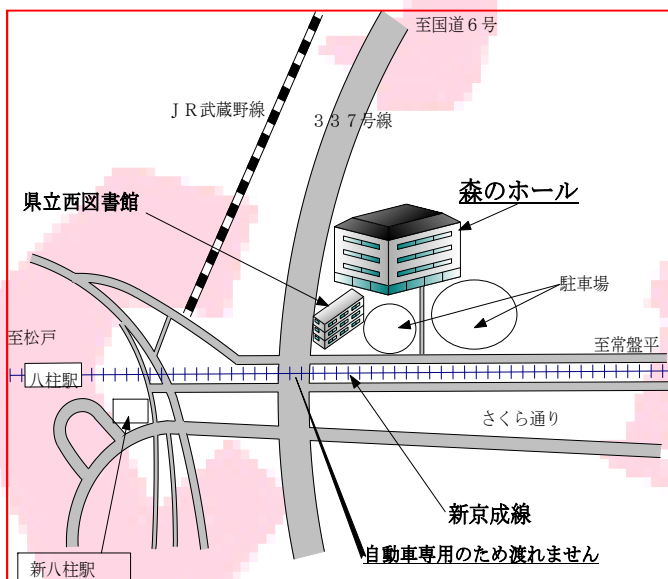 至国道６号
ＪＲ武蔵野線
３３７号線
森のホール
県立西図書館
駐車場
至松戸
至常盤平
八柱駅
さくら通り
新京成線
自動車専用のため渡れません
新八柱駅